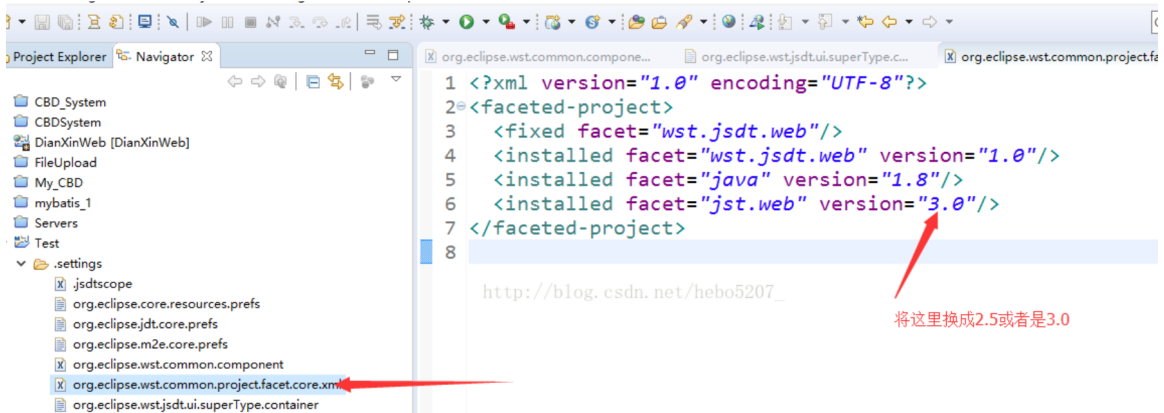 Project Explorer
Navigator
CBD_System
CBDSystem
DianXinWeb [DianXinWeb]
FileUpload
My_CBD
mybatis_1
Servers
Test
.settings
.jsdtscope
org.eclipse.core.resources.prefs
org.eclipse.jdt.core.prefs
org.eclipse.m2e.core.prefs
org.eclipse.wst.common.component
org.eclipse.wst.common.project.facet.core.xml
org.eclipse.wst.jsdt.ui.superType.container
org.eclipse.wst.common.compone...
org.eclipse.wst.jsdt.ui.superType.c...
org.eclipse.wst.common.project.fa
1 <?xml version="1.0" encoding="UTF-8"?>
2 <faceted-project>
3 <fixed facet="wst.jsdt.web"/>
4 <installed facet="wst.jsdt.web" version="1.0"/>
5 <installed facet="java" version="1.8"/>
6 <installed facet="jst.web" version="3.0"/>
7 </faceted-project>
8
http://blog.csdn.net/hebo5207_
将这里换成2.5或者是3.0